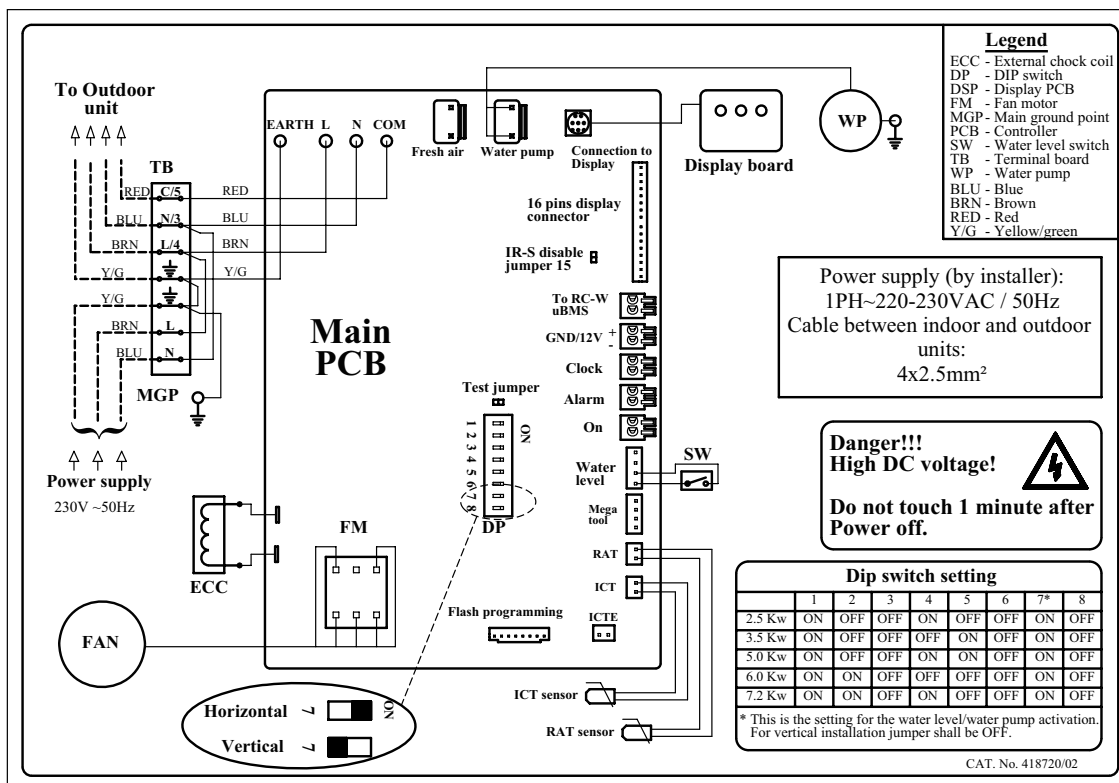 Legend
ECC - External chock coil
DP - DIP switch
DSP - Display PCB
FM - Fan motor
MGP - Main ground point
PCB - Controller
SW - Water level switch
TB - Terminal board
WP - Water pump
BLU - Blue
BRN - Brown
RED - Red
Y/G - Yellow/green
To Outdoor
unit
TB
EARTH L N COM
Fresh air
Water pump
Connection to
Display
Display board
WP
RED C/5 RED
BLU N/3 BLU
BRN L/4 BRN
Y/G Y/G
Y/G
BRN L
BLU N
MGP
Power supply
230V ~50Hz
16 pins display
connector
IR-S disable
jumper 15
To RC-W
uBMS
GND/12V + -
Clock
Alarm
On
Water
level
SW
Mega
tool
RAT
ICT
ICTE
Main
PCB
Test jumper
1 2 3 4 5 6 7 8
ON
DP
ECC
FM
FAN
Flash programming
Horizontal 7 ON
Vertical 7
ICT sensor
RAT sensor
Power supply (by installer):
1PH~220-230VAC / 50Hz
Cable between indoor and outdoor
units:
4x2.5mm²
Danger!!!
High DC voltage!
Do not touch 1 minute after
Power off.
Dip switch setting
1 2 3 4 5 6 7* 8
2.5 Kw ON OFF OFF ON OFF OFF ON OFF
3.5 Kw ON OFF OFF OFF ON OFF ON OFF
5.0 Kw ON OFF OFF ON ON OFF ON OFF
6.0 Kw ON ON OFF OFF OFF OFF ON OFF
7.2 Kw ON ON OFF ON OFF OFF ON OFF
* This is the setting for the water level/water pump activation.
For vertical installation jumper shall be OFF.
CAT. No. 418720/02